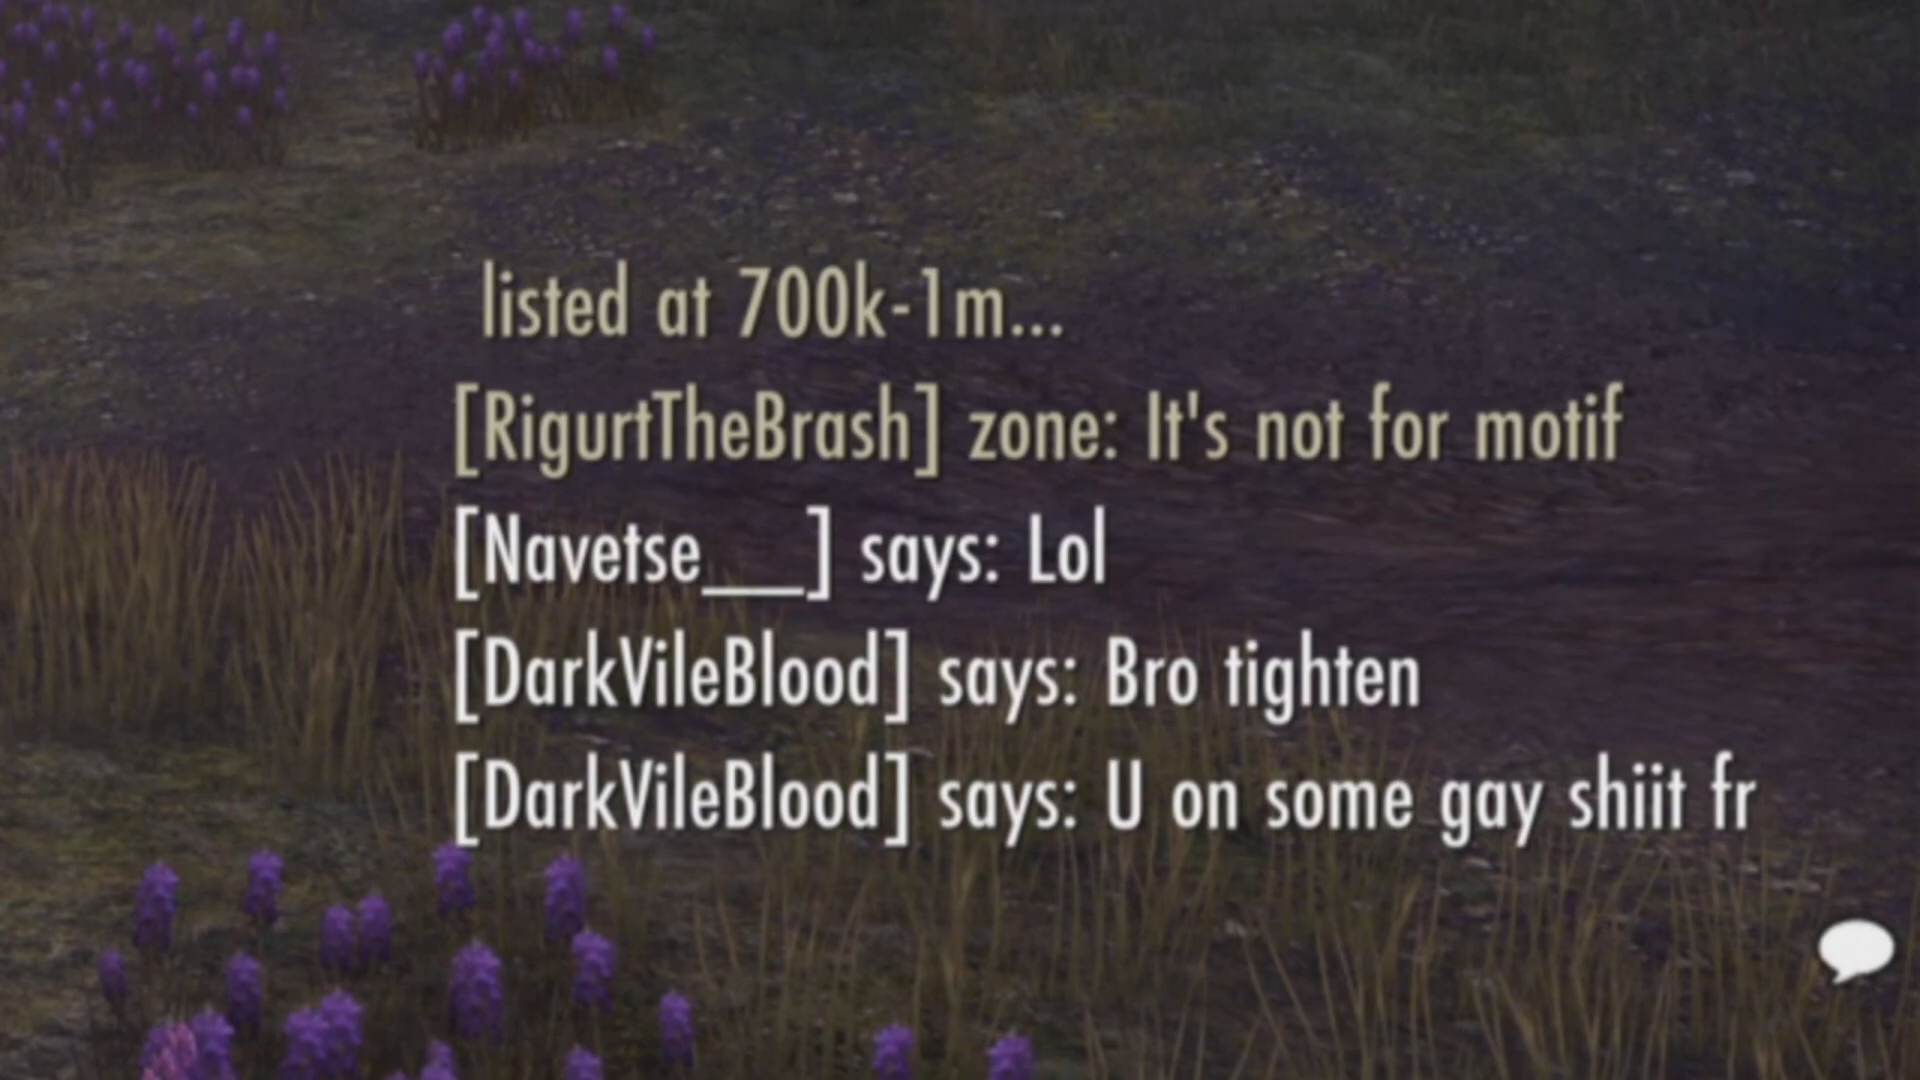 listed at 700k-1m...
[RigurtTheBrash] zone: It's not for motif
[Navetse__] says: Lol
[DarkVileBlood] says: Bro tighten
[DarkVileBlood] says: U on some gay shiit fr